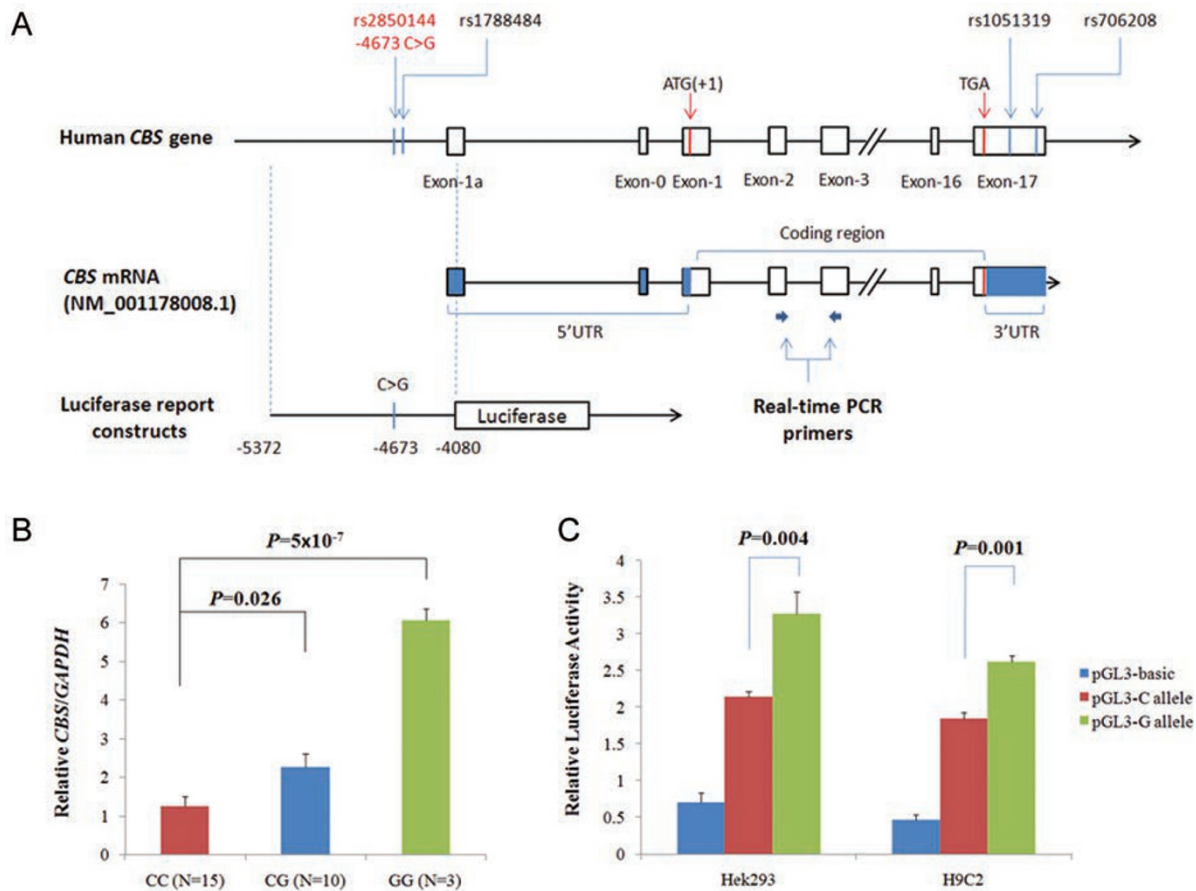 A
rs2850144
-4673 C>G
rs1788484
rs1051319
rs706208
ATG(+1)
TGA
Human CBS gene
Exon-1a
Exon-0
Exon-1
Exon-2
Exon-3
Exon-16
Exon-17
Coding region
CBS mRNA
(NM_001178008.1)
5'UTR
3'UTR
C>G
Luciferase report
constructs
Luciferase
Real-time PCR
primers
-5372
-4673
-4080
B
P=5x10-7
P=0.026
Relative CBS/GAPDH
7
6
5
4
3
2
1
0
CC (N=15)
CG (N=10)
GG (N=3)
C
P=0.004
P=0.001
Relative Luciferase Activity
4
3.5
3
2.5
2
1.5
1
0.5
0
Hek293
H9C2
pGL3-basic
pGL3-C allele
pGL3-G allele